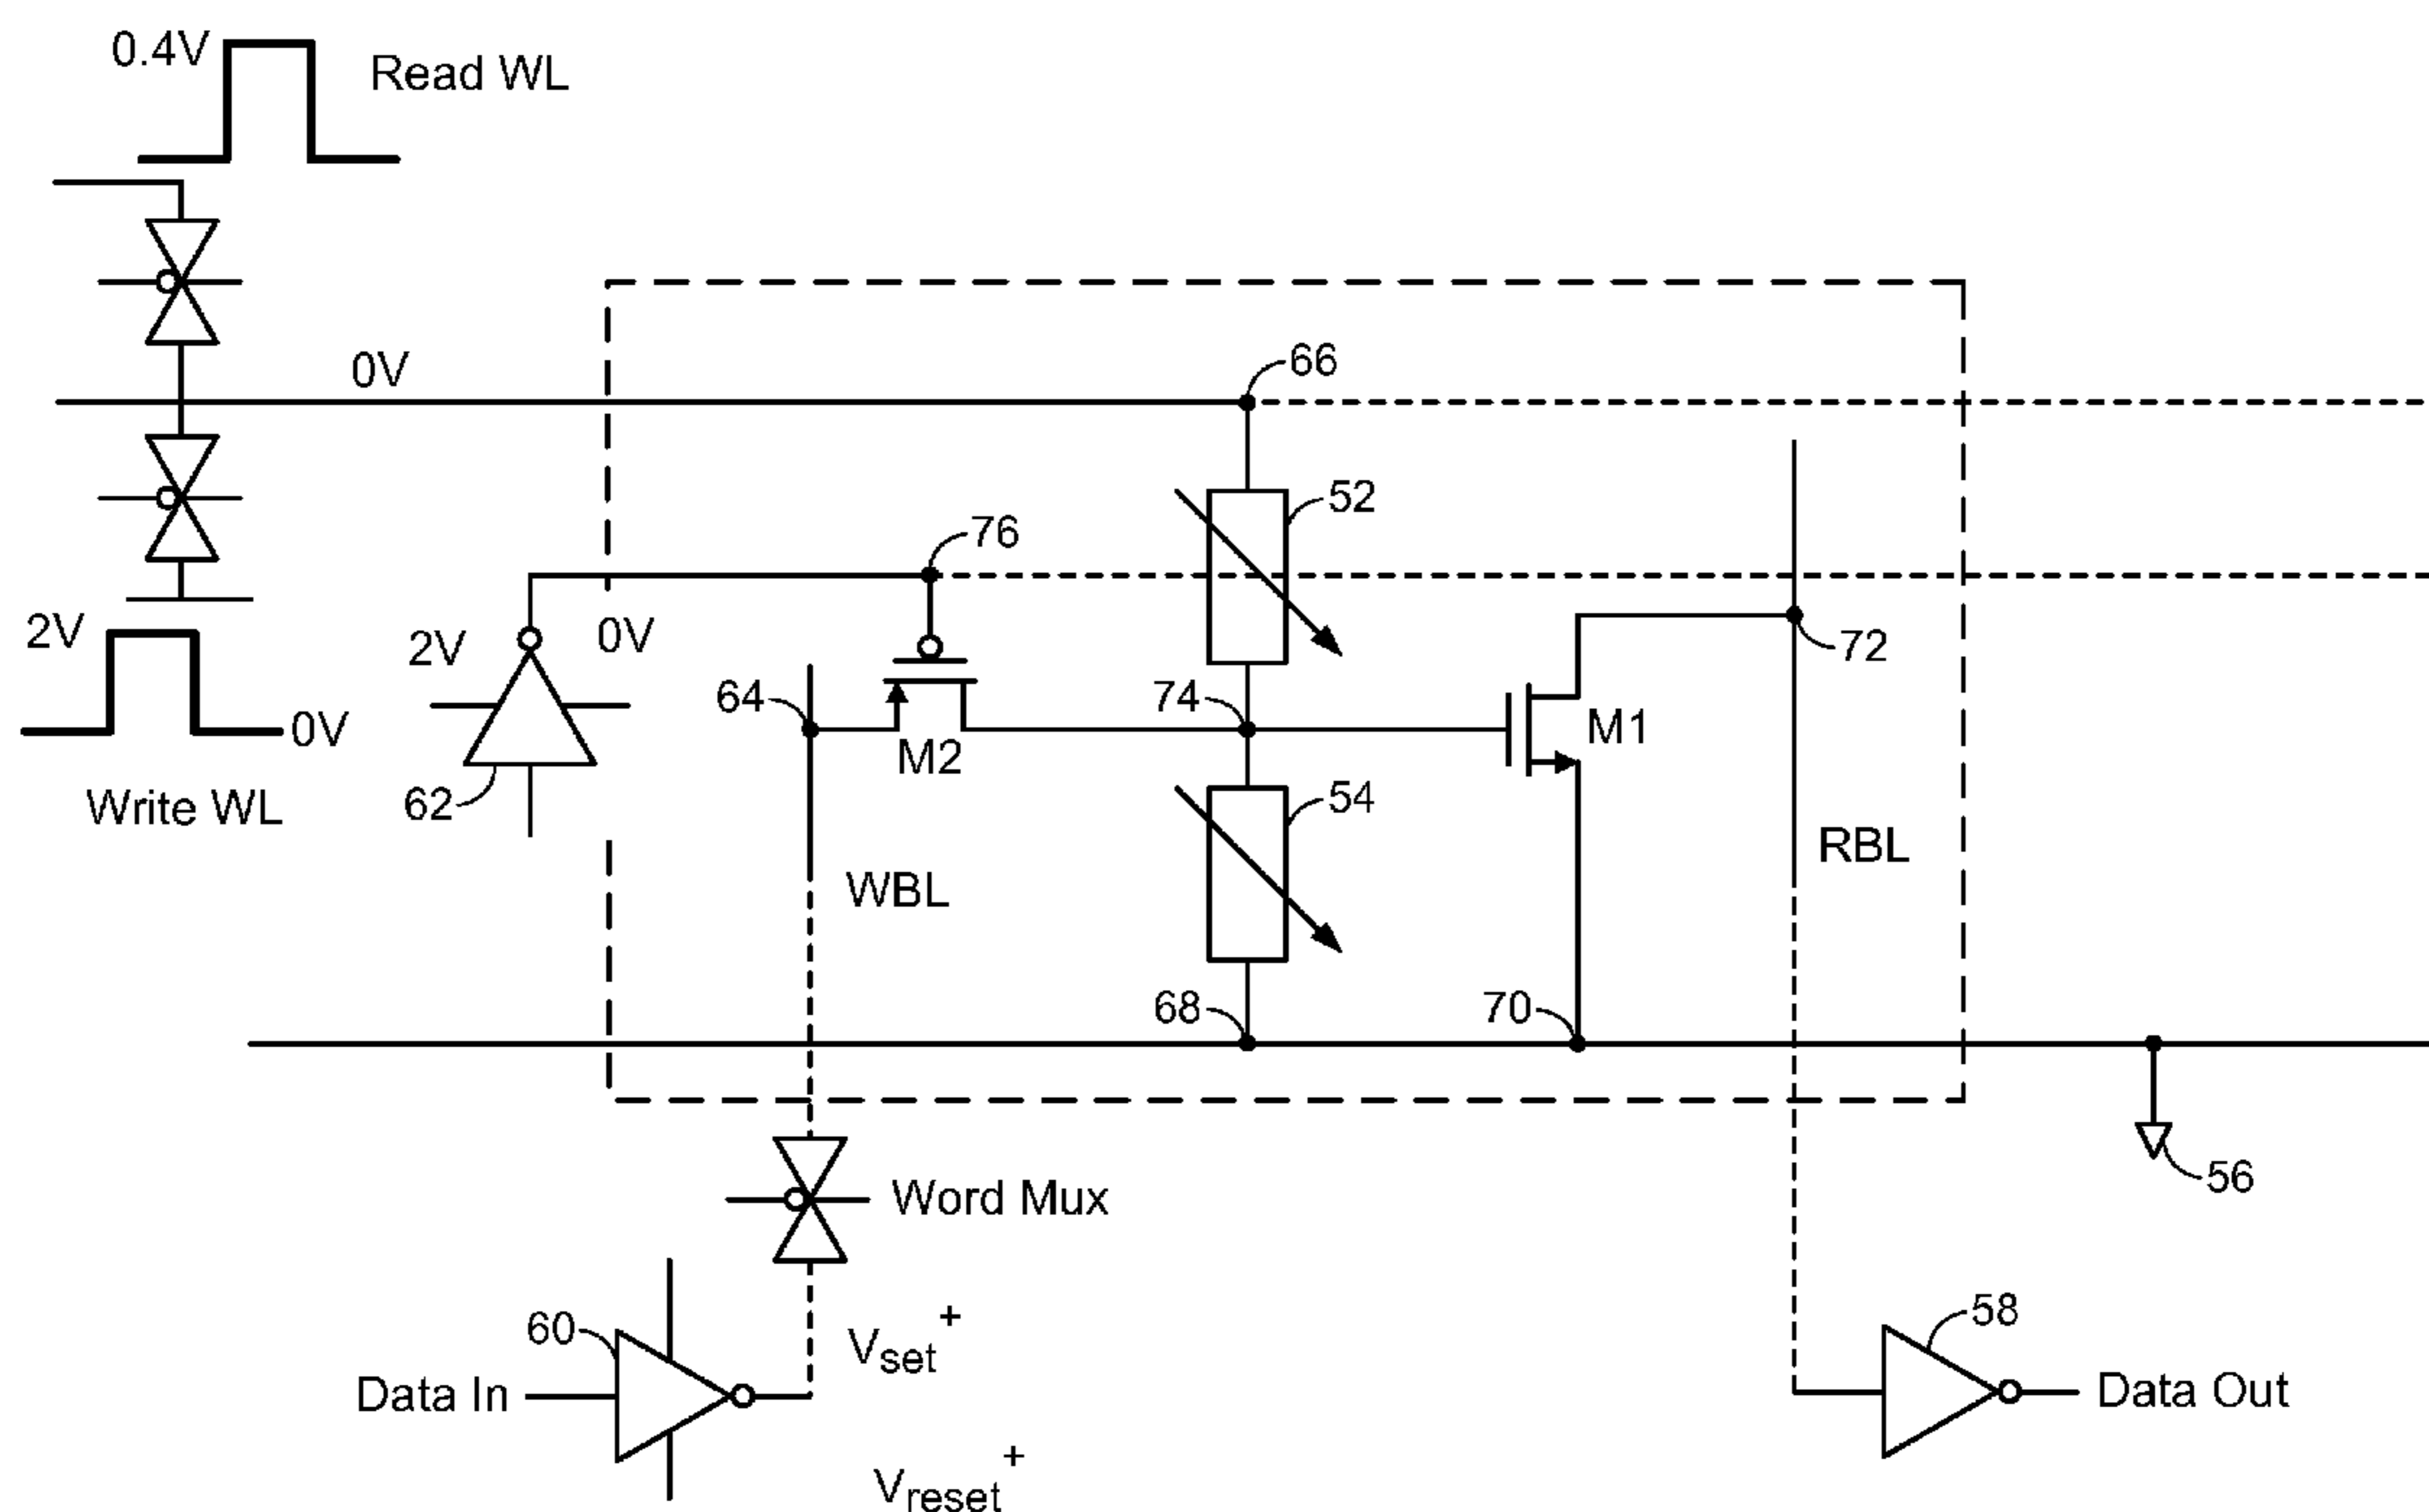 0.4V
Read WL
0V
66
52
76
2V
2V
0V
72
64
74
M1
0V
M2
62
54
Write WL
RBL
WBL
68
70
56
Word Mux
60
Vset+
58
Data In
Data Out
Vreset+